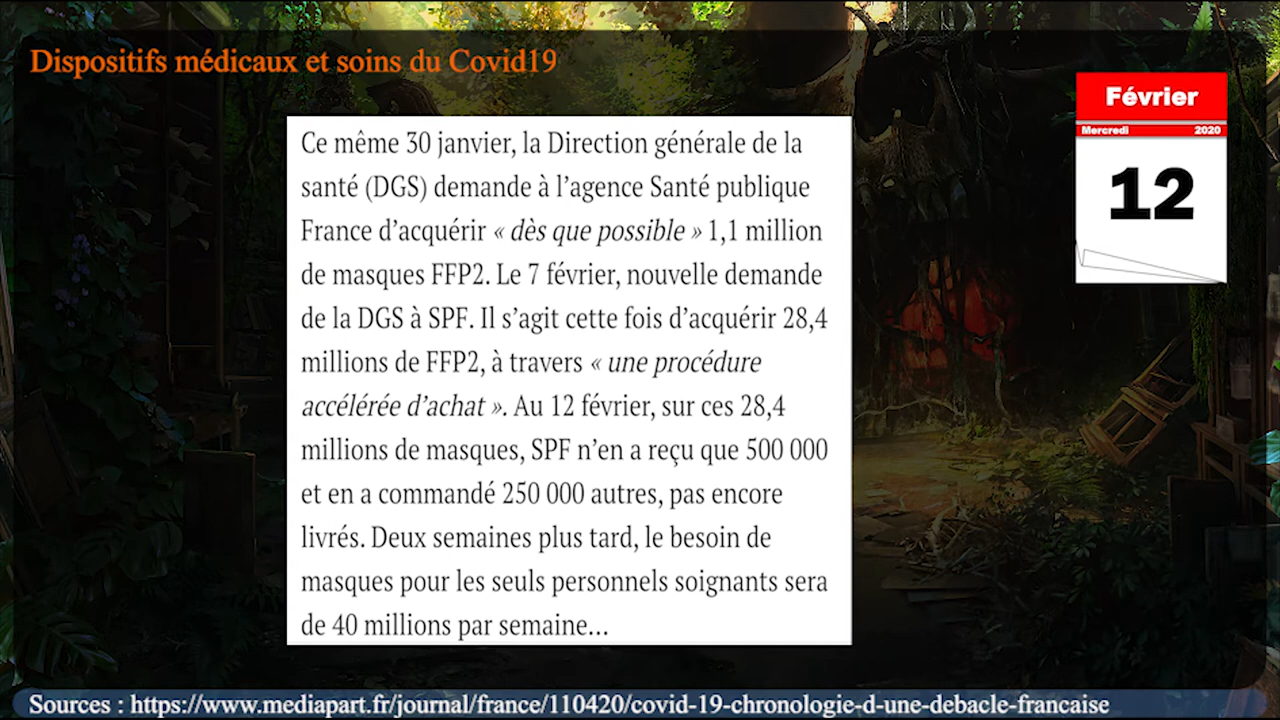 Dispositifs médicaux et soins du Covid19
Février
Mercredi 2020
12
Ce même 30 janvier, la Direction générale de la
santé (DGS) demande à l’agence Santé publique
France d’acquérir « dès que possible » 1,1 million
de masques FFP2. Le 7 février, nouvelle demande
de la DGS à SPF. Il s’agit cette fois d’acquérir 28,4
millions de FFP2, à travers « une procédure
accélérée d’achat ». Au 12 février, sur ces 28,4
millions de masques, SPF n’en a reçu que 500 000
et en a commandé 250 000 autres, pas encore
livrés. Deux semaines plus tard, le besoin de
masques pour les seuls personnels soignants sera
de 40 millions par semaine…
Sources : https://www.mediapart.fr/journal/france/110420/covid-19-chronologie-d-une-debacle-francaise